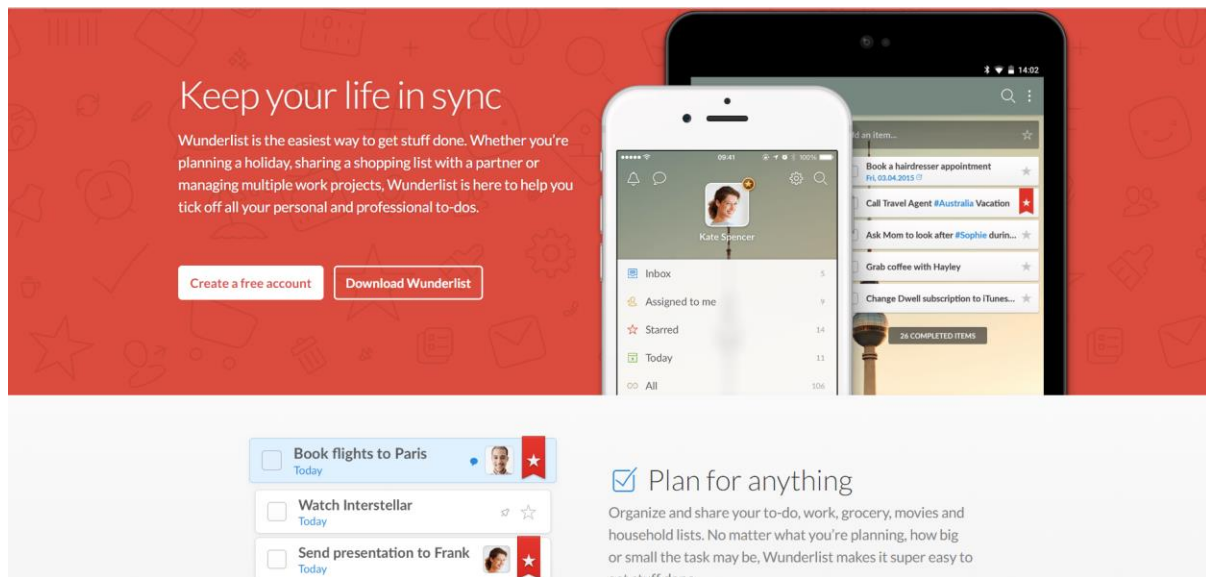 Keep your life in sync
Wunderlist is the easiest way to get stuff done. Whether you're
planning a holiday, sharing a shopping list with a partner or
managing multiple work projects, Wunderlist is here to help you
tick off all your personal and professional to-dos.
Create a free account
Download Wunderlist
09:41
100%
Kate Spencer
Inbox 5
Assigned to me 9
Starred 14
Today 11
All 106
14:02
an item...
Book a hairdresser appointment
Fri, 03.04.2015
Call Travel Agent #Australia Vacation
Ask Mom to look after #Sophie durin...
Grab coffee with Hayley
Change Dwell subscription to iTunes...
26 COMPLETED ITEMS
Book flights to Paris
Today
Watch Interstellar
Today
Send presentation to Frank
Today
Plan for anything
Organize and share your to-do, work, grocery, movies and
household lists. No matter what you're planning, how big
or small the task may be, Wunderlist makes it super easy to